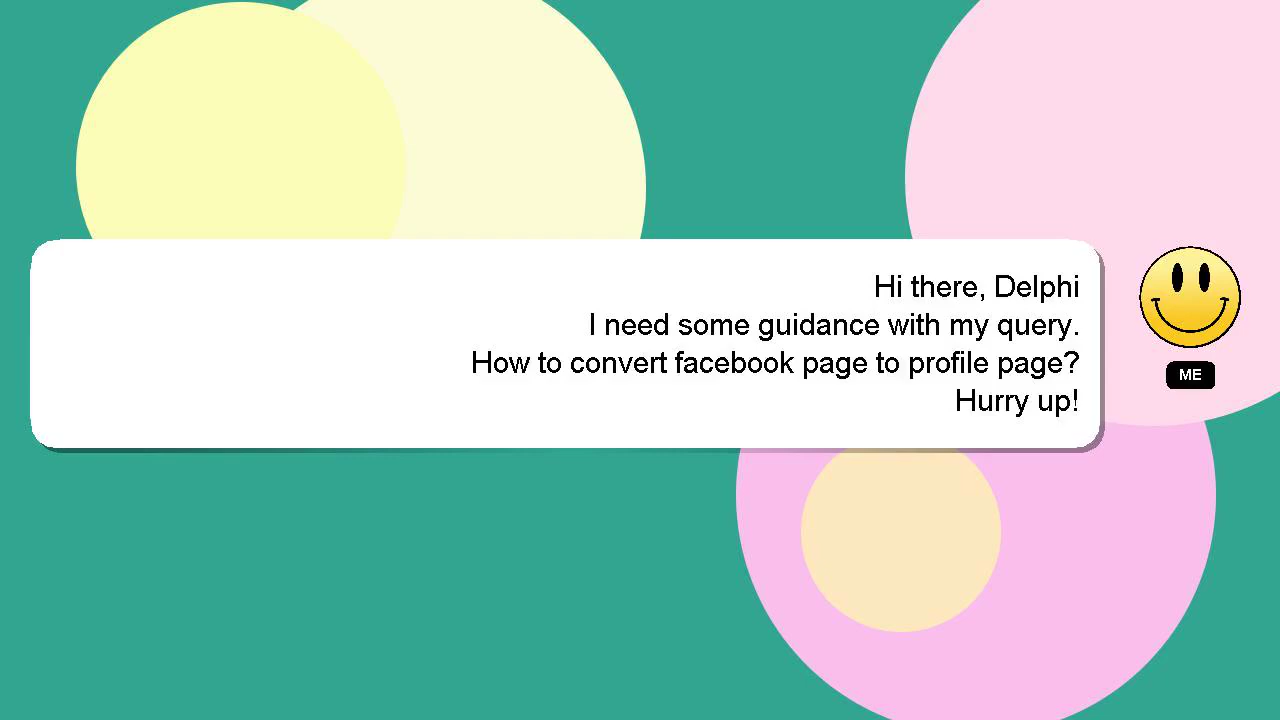 Hi there, Delphi
I need some guidance with my query.
How to convert facebook page to profile page?
Hurry up!
ME